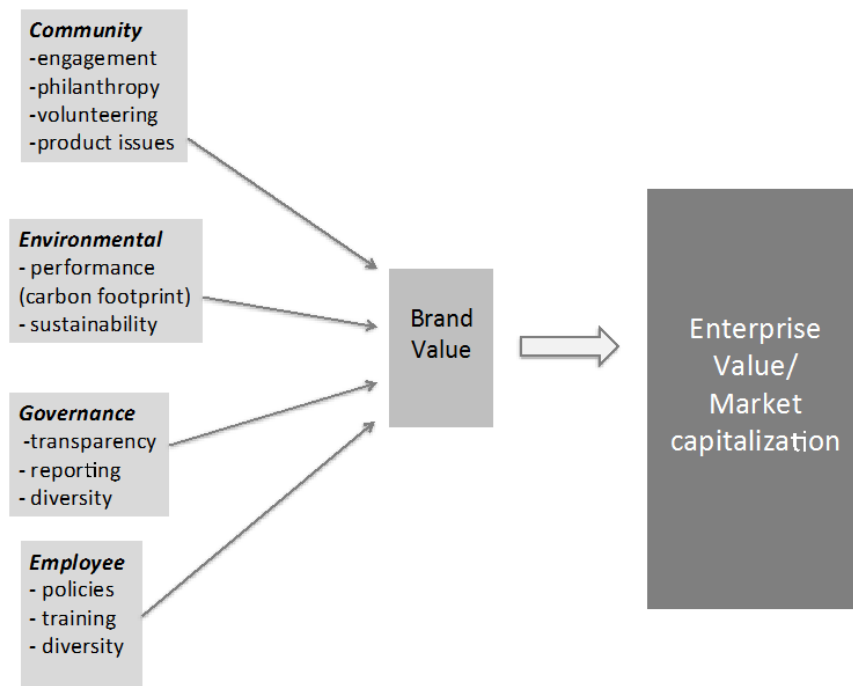 Community
-engagement
-philanthropy
-volunteering
-product issues
Environmental
- performance
(carbon footprint)
- sustainability
Governance
-transparency
- reporting
- diversity
Employee
- policies
- training
- diversity
Brand
Value
Enterprise
Value/
Market
capitalization